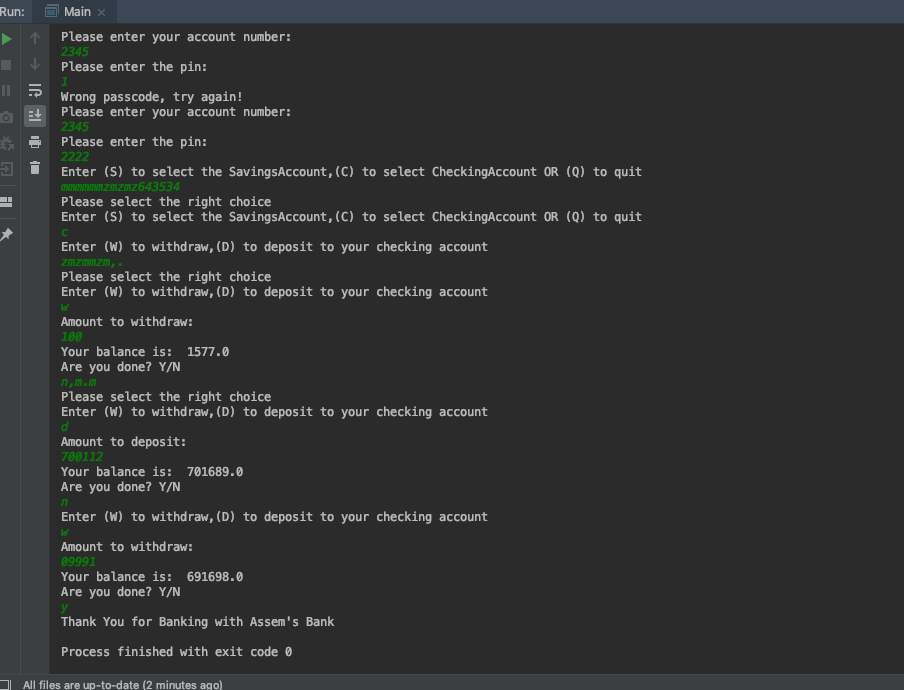 Run: Main ×
Please enter your account number:
2345
Please enter the pin:
1
Wrong passcode, try again!
Please enter your account number:
2345
Please enter the pin:
2222
Enter (S) to select the SavingsAccount,(C) to select CheckingAccount OR (Q) to quit
mmmmmmzmzmz643534
Please select the right choice
Enter (S) to select the SavingsAccount,(C) to select CheckingAccount OR (Q) to quit
c
Enter (W) to withdraw,(D) to deposit to your checking account
zmzmmzm,.
Please select the right choice
Enter (W) to withdraw,(D) to deposit to your checking account
w
Amount to withdraw:
100
Your balance is:  1577.0
Are you done? Y/N
n,m.m
Please select the right choice
Enter (W) to withdraw,(D) to deposit to your checking account
d
Amount to deposit:
700112
Your balance is:  701689.0
Are you done? Y/N
n
Enter (W) to withdraw,(D) to deposit to your checking account
w
Amount to withdraw:
09991
Your balance is:  691698.0
Are you done? Y/N
y
Thank You for Banking with Assem's Bank
Process finished with exit code 0
All files are up-to-date (2 minutes ago)